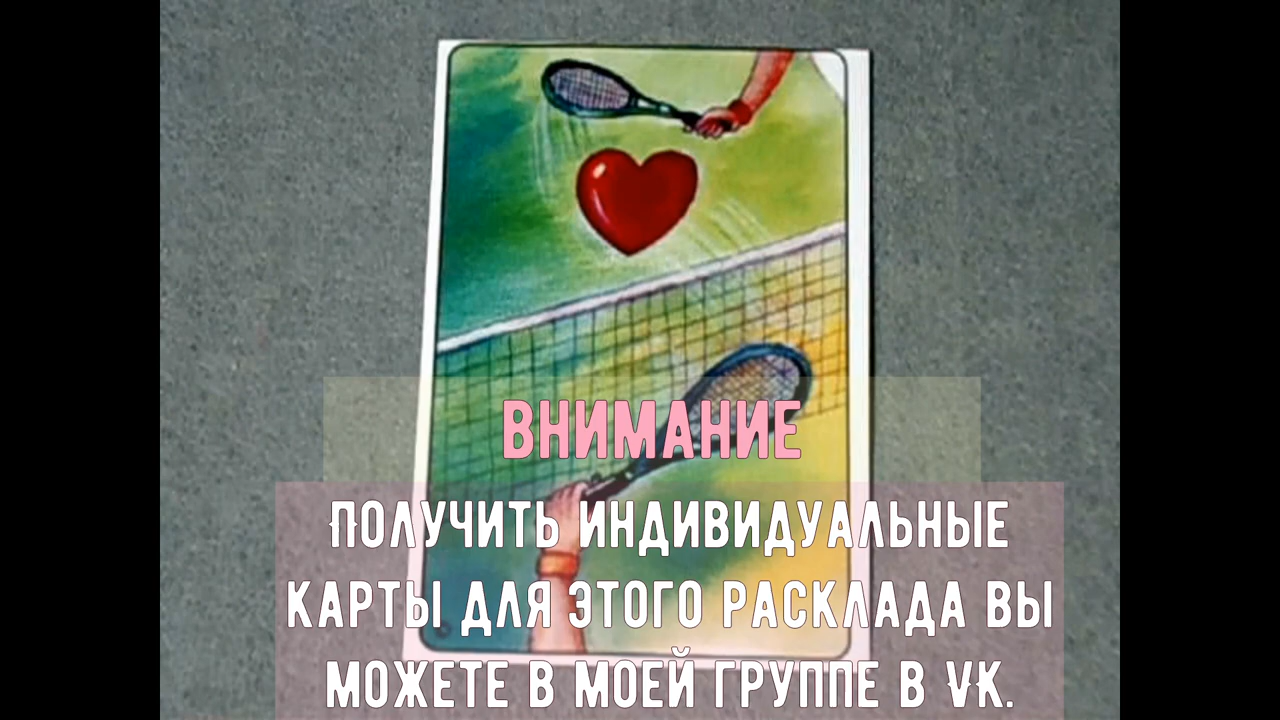 ВНИМАНИЕ
ПОЛУЧИТЬ ИНДИВИДУАЛЬНЫЕ
КАРТЫ ДЛЯ ЭТОГО РАСКЛАДА ВЫ
МОЖЕТЕ В МОЕЙ ГРУППЕ В VK.